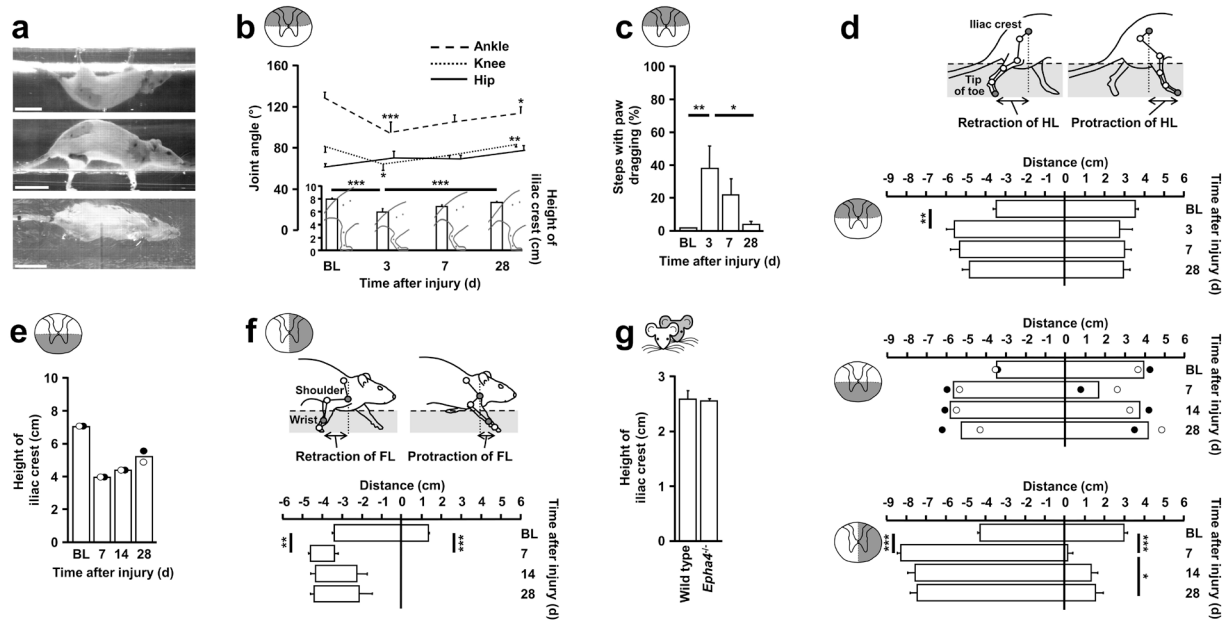 a
b
Ankle
Knee
Hip
160
120
80
40
0
Joint angle (°)
***
*
*
**
***
***
10
8
6
4
2
0
Height of
iliac crest (cm)
BL 3 7 28
Time after injury (d)
c
100
80
60
40
20
0
Steps with paw
dragging (%)
** *
BL 3 7 28
Time after injury (d)
d
Iliac crest
Tip
of toe
Retraction of HL Protraction of HL
Distance (cm)
-9 -8 -7 -6 -5 -4 -3 -2 -1 0 1 2 3 4 5 6
**
BL
3
7
28
Time after injury (d)
Distance (cm)
-9 -8 -7 -6 -5 -4 -3 -2 -1 0 1 2 3 4 5 6
BL
7
14
28
Time after injury (d)
Distance (cm)
-9 -8 -7 -6 -5 -4 -3 -2 -1 0 1 2 3 4 5 6
***
***
*
BL
7
14
28
Time after injury (d)
e
10
8
6
4
2
0
Height of
iliac crest (cm)
BL 7 14 28
Time after injury (d)
f
Shoulder
Wrist
Retraction of FL Protraction of FL
Distance (cm)
-6 -5 -4 -3 -2 -1 0 1 2 3 4 5 6
**
***
BL
7
14
28
Time after injury (d)
g
3
2
1
0
Height of
iliac crest (cm)
Wild type
Epha4-/-